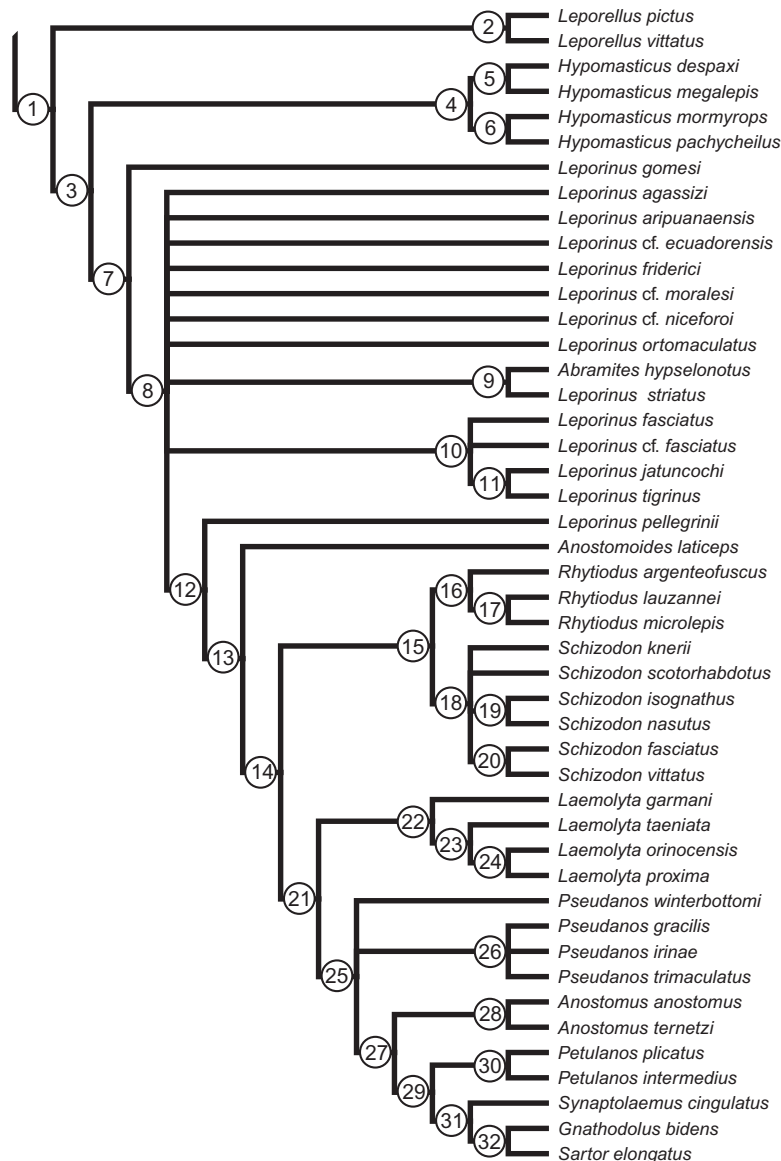 Leporellus pictus
2
Leporellus vittatus
Hypomasticus despaxi
5
Hypomasticus megalepis
1
4
Hypomasticus mormyrops
6
Hypomasticus pachycheilus
Leporinus gomesi
3
Leporinus agassizi
Leporinus aripuanaensis
Leporinus cf. ecuadorensis
Leporinus friderici
7
Leporinus cf. moralesi
Leporinus cf. niceforoi
Leporinus ortomaculatus
Abramites hypselonotus
9
8
Leporinus striatus
Leporinus fasciatus
Leporinus cf. fasciatus
10
Leporinus jatuncochi
11
Leporinus tigrinus
Leporinus pellegrinii
Anostomoides laticeps
Rhytiodus argenteofuscus
12
16
Rhytiodus lauzannei
17
Rhytiodus microlepis
15
Schizodon knerii
13
Schizodon scotorhabdotus
Schizodon isognathus
18
19
Schizodon nasutus
Schizodon fasciatus
20
14
Schizodon vittatus
Laemolyta garmani
22
Laemolyta taeniata
23
Laemolyta orinocensis
24
Laemolyta proxima
21
Pseudanos winterbottomi
Pseudanos gracilis
Pseudanos irinae
26
25
Pseudanos trimaculatus
Anostomus anostomus
28
Anostomus ternetzi
27
Petulanos plicatus
30
Petulanos intermedius
29
Synaptolaemus cingulatus
31
Gnathodolus bidens
32
Sartor elongatus